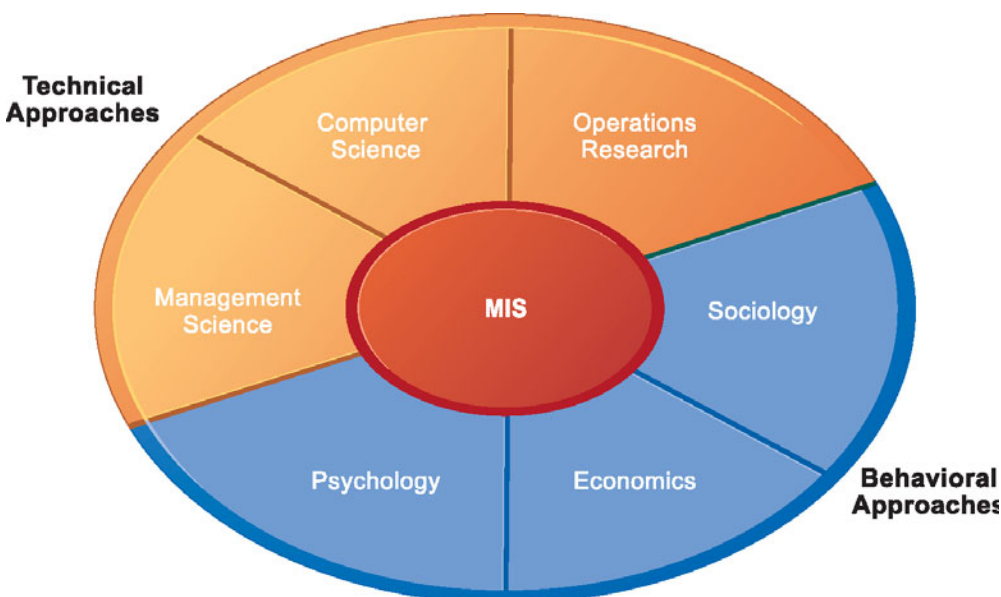 Technical
Approaches
Computer
Science
Operations
Research
Management
Science
MIS
Sociology
Psychology
Economics
Behavioral
Approaches